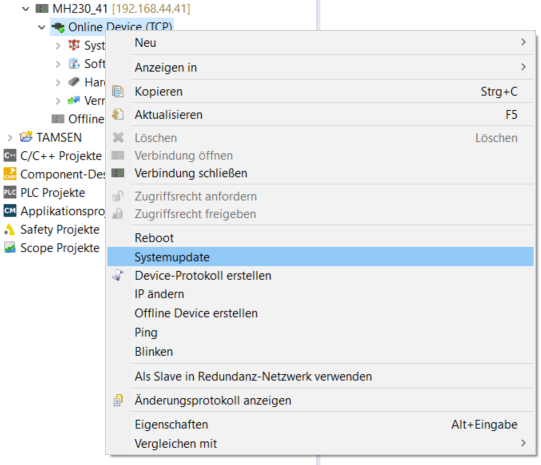 MH230_41 [192.168.44.41]
Online Device (TCP)
Syst
Soft
Hard
Verr
Offline
TAMSEN
C/C++ Projekte
Component-Des
PLC Projekte
Applikationsproj
Safety Projekte
Scope Projekte
Neu
Anzeigen in
Kopieren Strg+C
Aktualisieren F5
Löschen Löschen
Verbindung öffnen
Verbindung schließen
Zugriffsrecht anfordern
Zugriffsrecht freigeben
Reboot
Systemupdate
Device-Protokoll erstellen
IP ändern
Offline Device erstellen
Ping
Blinken
Als Slave in Redundanz-Netzwerk verwenden
Änderungsprotokoll anzeigen
Eigenschaften Alt+Eingabe
Vergleichen mit